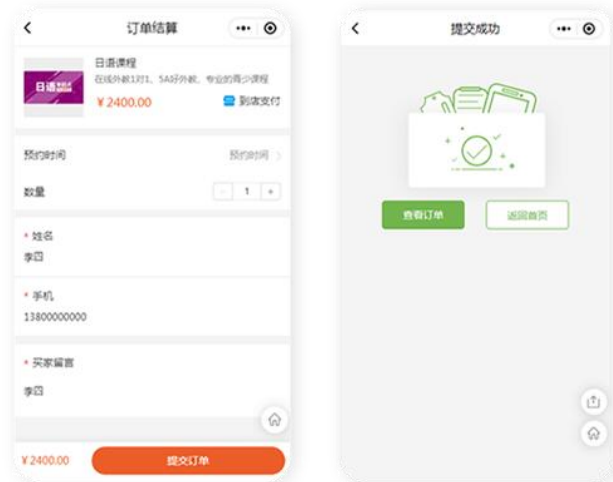 订单结算
日语课程
在线外教1对1、5A好外教，专业的青少课程
日语
¥2400.00
到店支付
预约时间
预约时间
数量
- 1 +
* 姓名
李四
* 手机
13800000000
* 买家留言
李四
¥2400.00
提交订单
提交成功
查看订单
返回首页